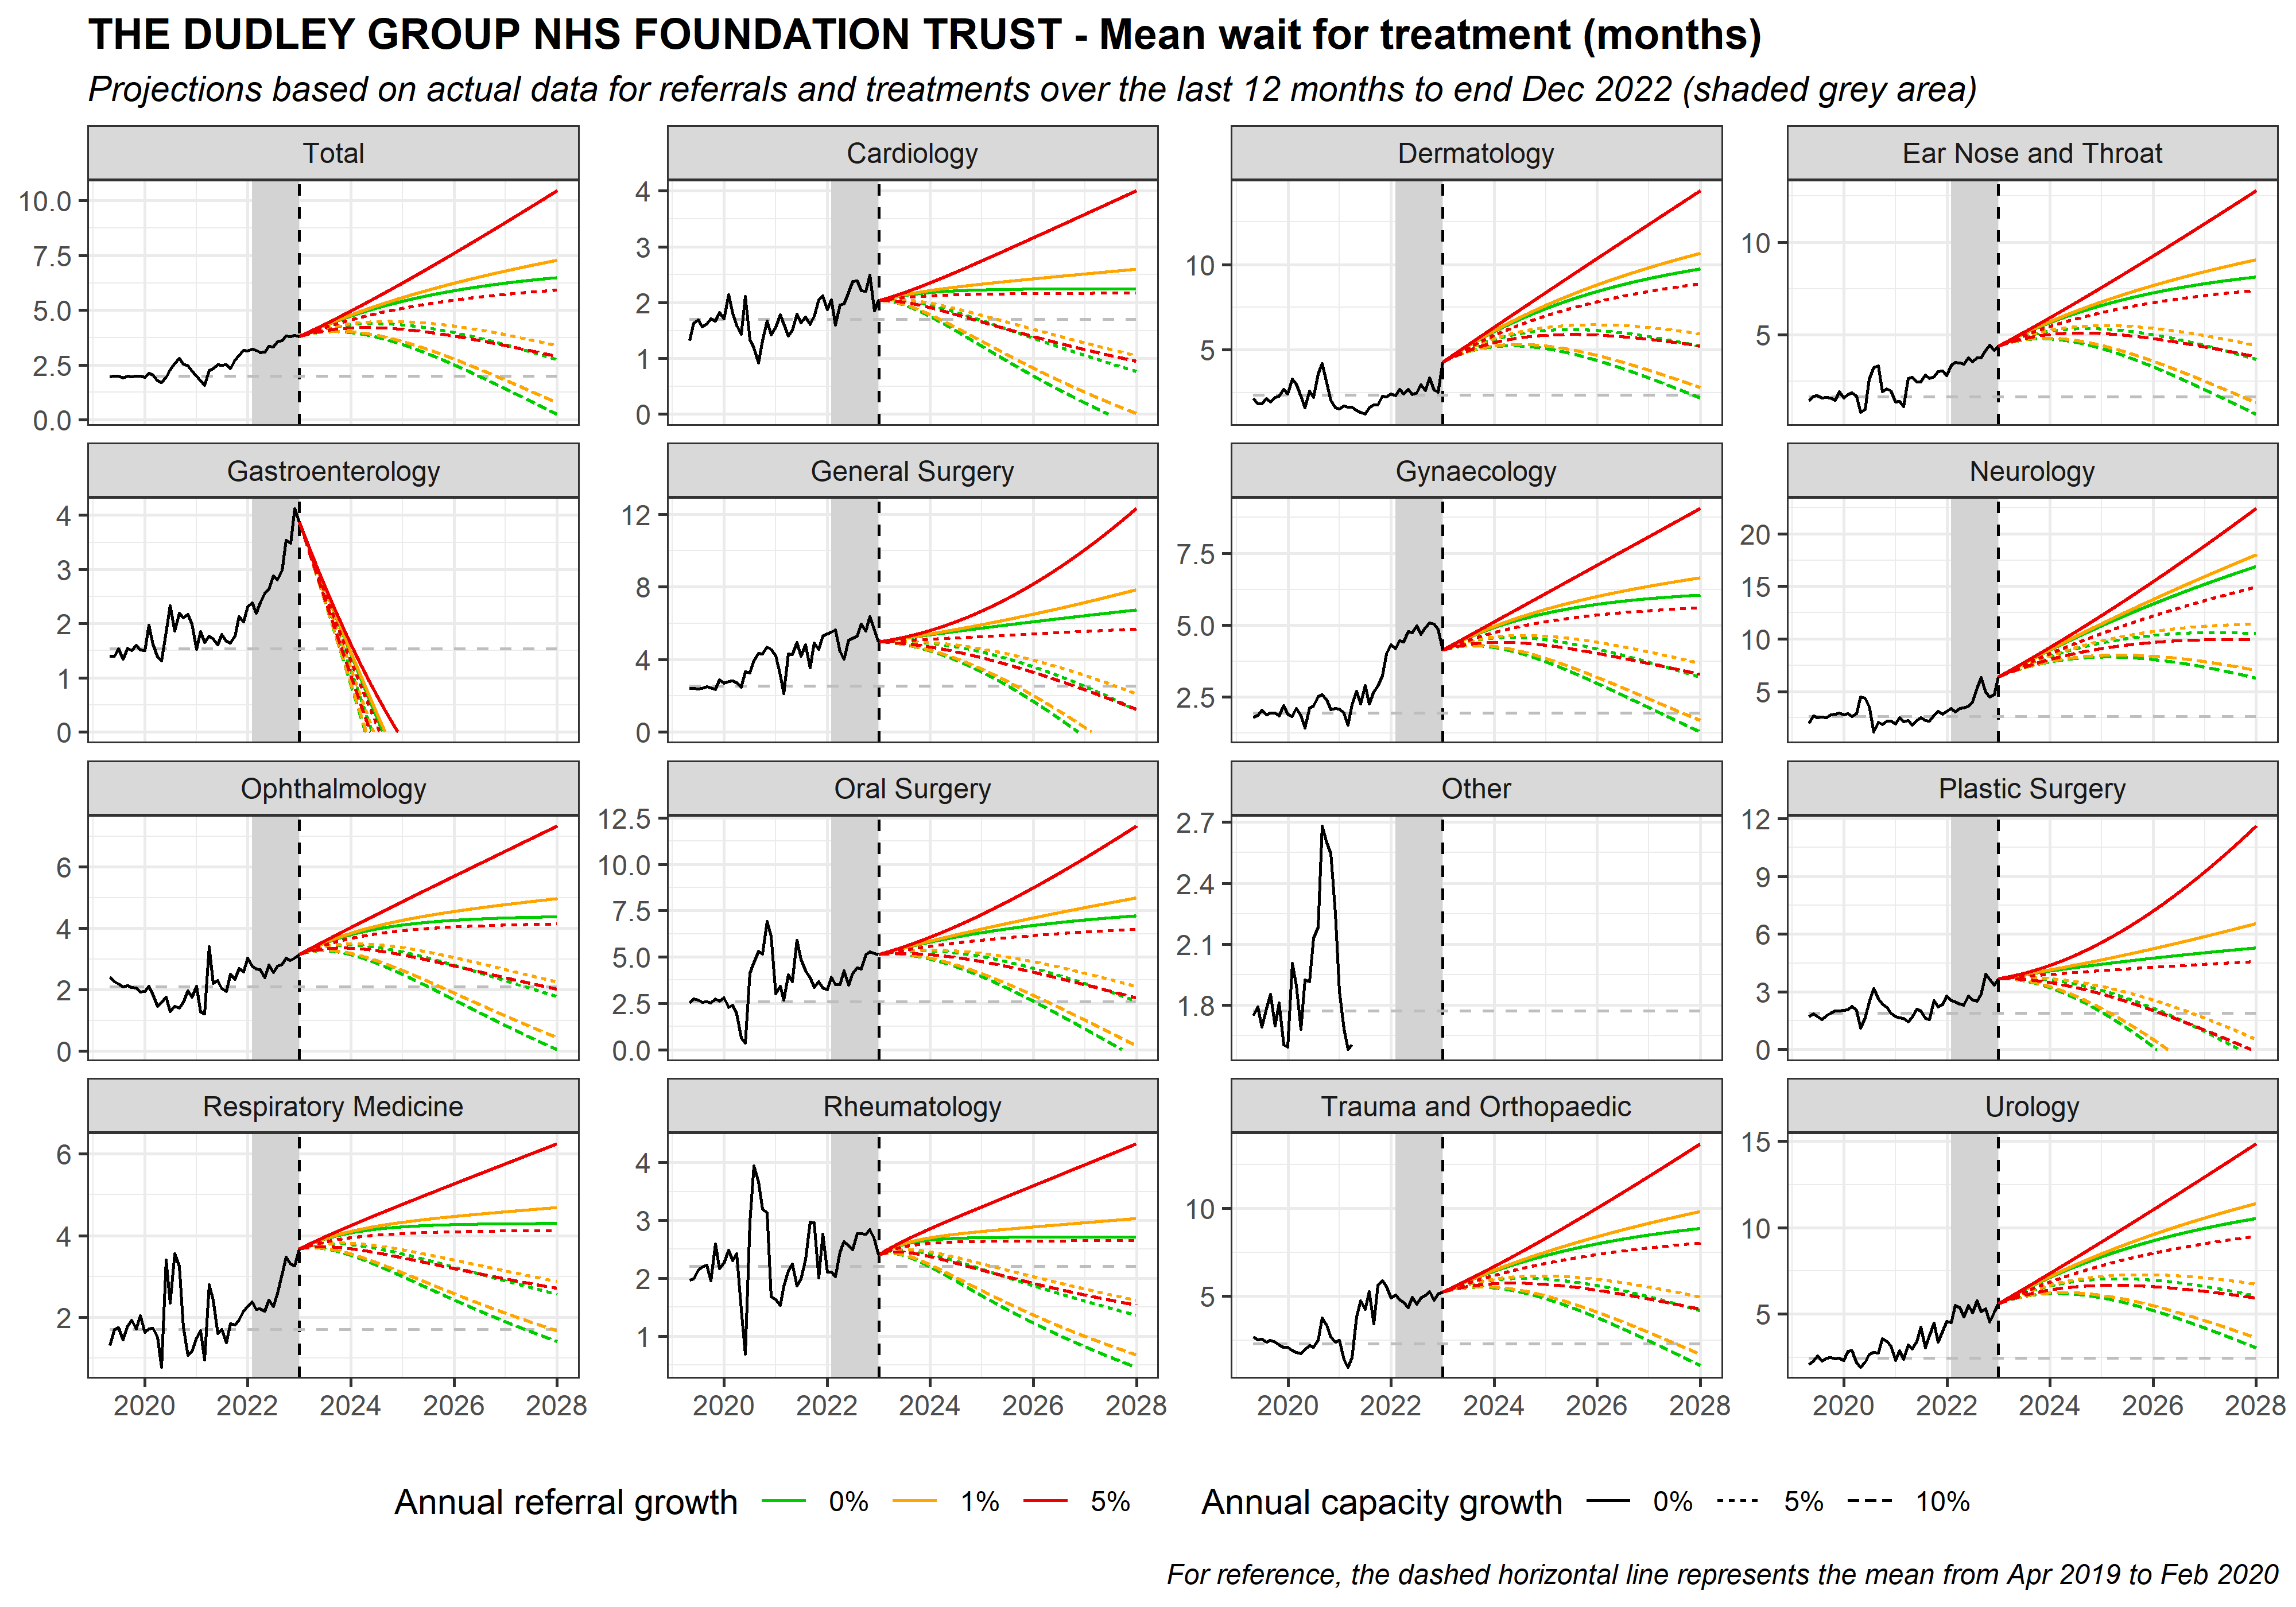 THE DUDLEY GROUP NHS FOUNDATION TRUST - Mean wait for treatment (months)
Projections based on actual data for referrals and treatments over the last 12 months to end Dec 2022 (shaded grey area)
Total
10.0
7.5
5.0
2.5
0.0
Cardiology
4
3
2
1
0
Dermatology
10
5
Ear Nose and Throat
10
5
Gastroenterology
4
3
2
1
0
General Surgery
12
8
4
0
Gynaecology
7.5
5.0
2.5
Neurology
20
15
10
5
Ophthalmology
6
4
2
0
Oral Surgery
12.5
10.0
7.5
5.0
2.5
0.0
Other
2.7
2.4
2.1
1.8
Plastic Surgery
12
9
6
3
0
Respiratory Medicine
6
4
2
2020 2022 2024 2026 2028
Rheumatology
4
3
2
1
2020 2022 2024 2026 2028
Trauma and Orthopaedic
10
5
2020 2022 2024 2026 2028
Urology
15
10
5
2020 2022 2024 2026 2028
Annual referral growth 0% 1% 5%
Annual capacity growth 0% 5% 10%
For reference, the dashed horizontal line represents the mean from Apr 2019 to Feb 2020